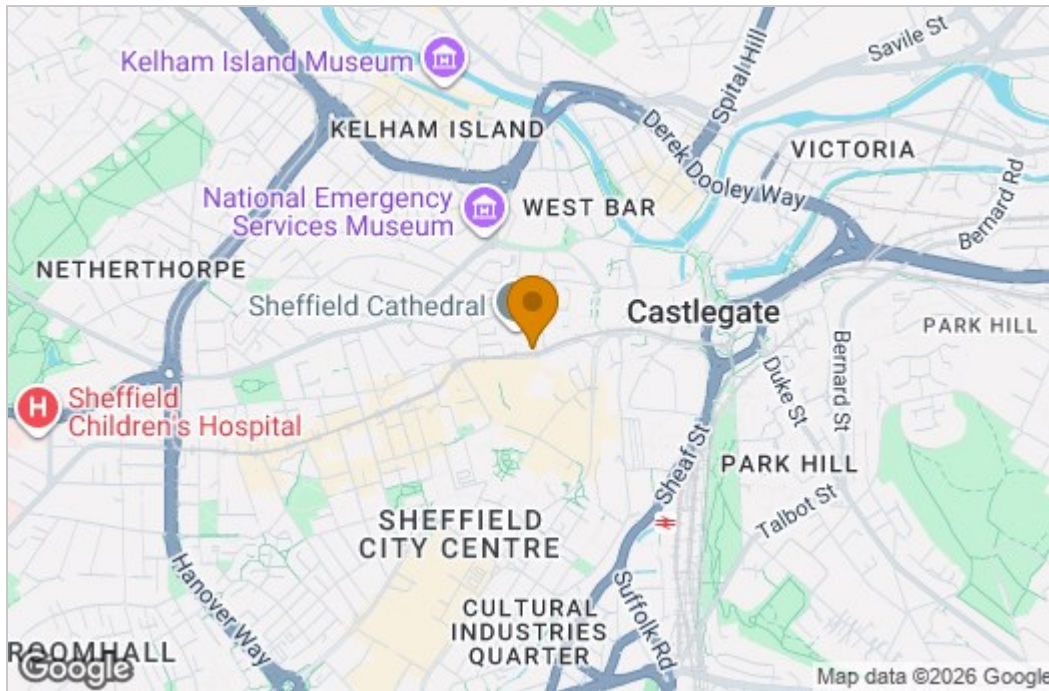 Kelham Island Museum
Savile St
Spital Hill
KELHAM ISLAND
Derek Dooley Way
VICTORIA
National Emergency
Services Museum
WEST BAR
Bernard Rd
NETHERTHORPE
Sheffield Cathedral
Castlegate
PARK HILL
Duke St
Bernard St
H
Sheffield
Children's Hospital
Sheaf St
PARK HILL
Talbot St
SHEFFIELD
CITY CENTRE
Hanover Way
Suffolk Rd
CULTURAL
INDUSTRIES
QUARTER
ROOMHALL
Google
Map data ©2026 Google